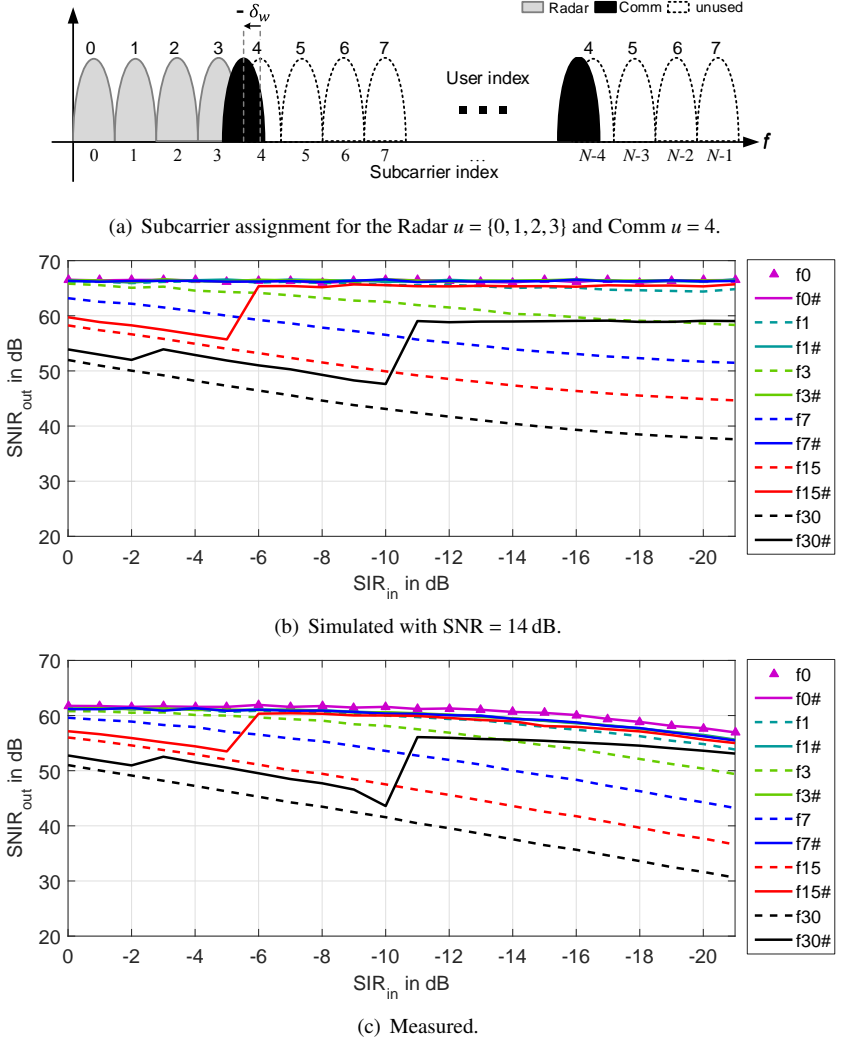 Radar Comm unused
- δw
0 1 2 3 4 5 6 7 4 5 6 7
User index
f
0 1 2 3 4 5 6 7 ... N-4 N-3 N-2 N-1
Subcarrier index
(a) Subcarrier assignment for the Radar u = {0, 1, 2, 3} and Comm u = 4.
70
60
50
40
30
20
SNIRout in dB
0 -2 -4 -6 -8 -10 -12 -14 -16 -18 -20
SIRin in dB
f0
f0#
f1
f1#
f3
f3#
f7
f7#
f15
f15#
f30
f30#
(b) Simulated with SNR = 14 dB.
70
60
50
40
30
20
SNIRout in dB
0 -2 -4 -6 -8 -10 -12 -14 -16 -18 -20
SIRin in dB
f0
f0#
f1
f1#
f3
f3#
f7
f7#
f15
f15#
f30
f30#
(c) Measured.